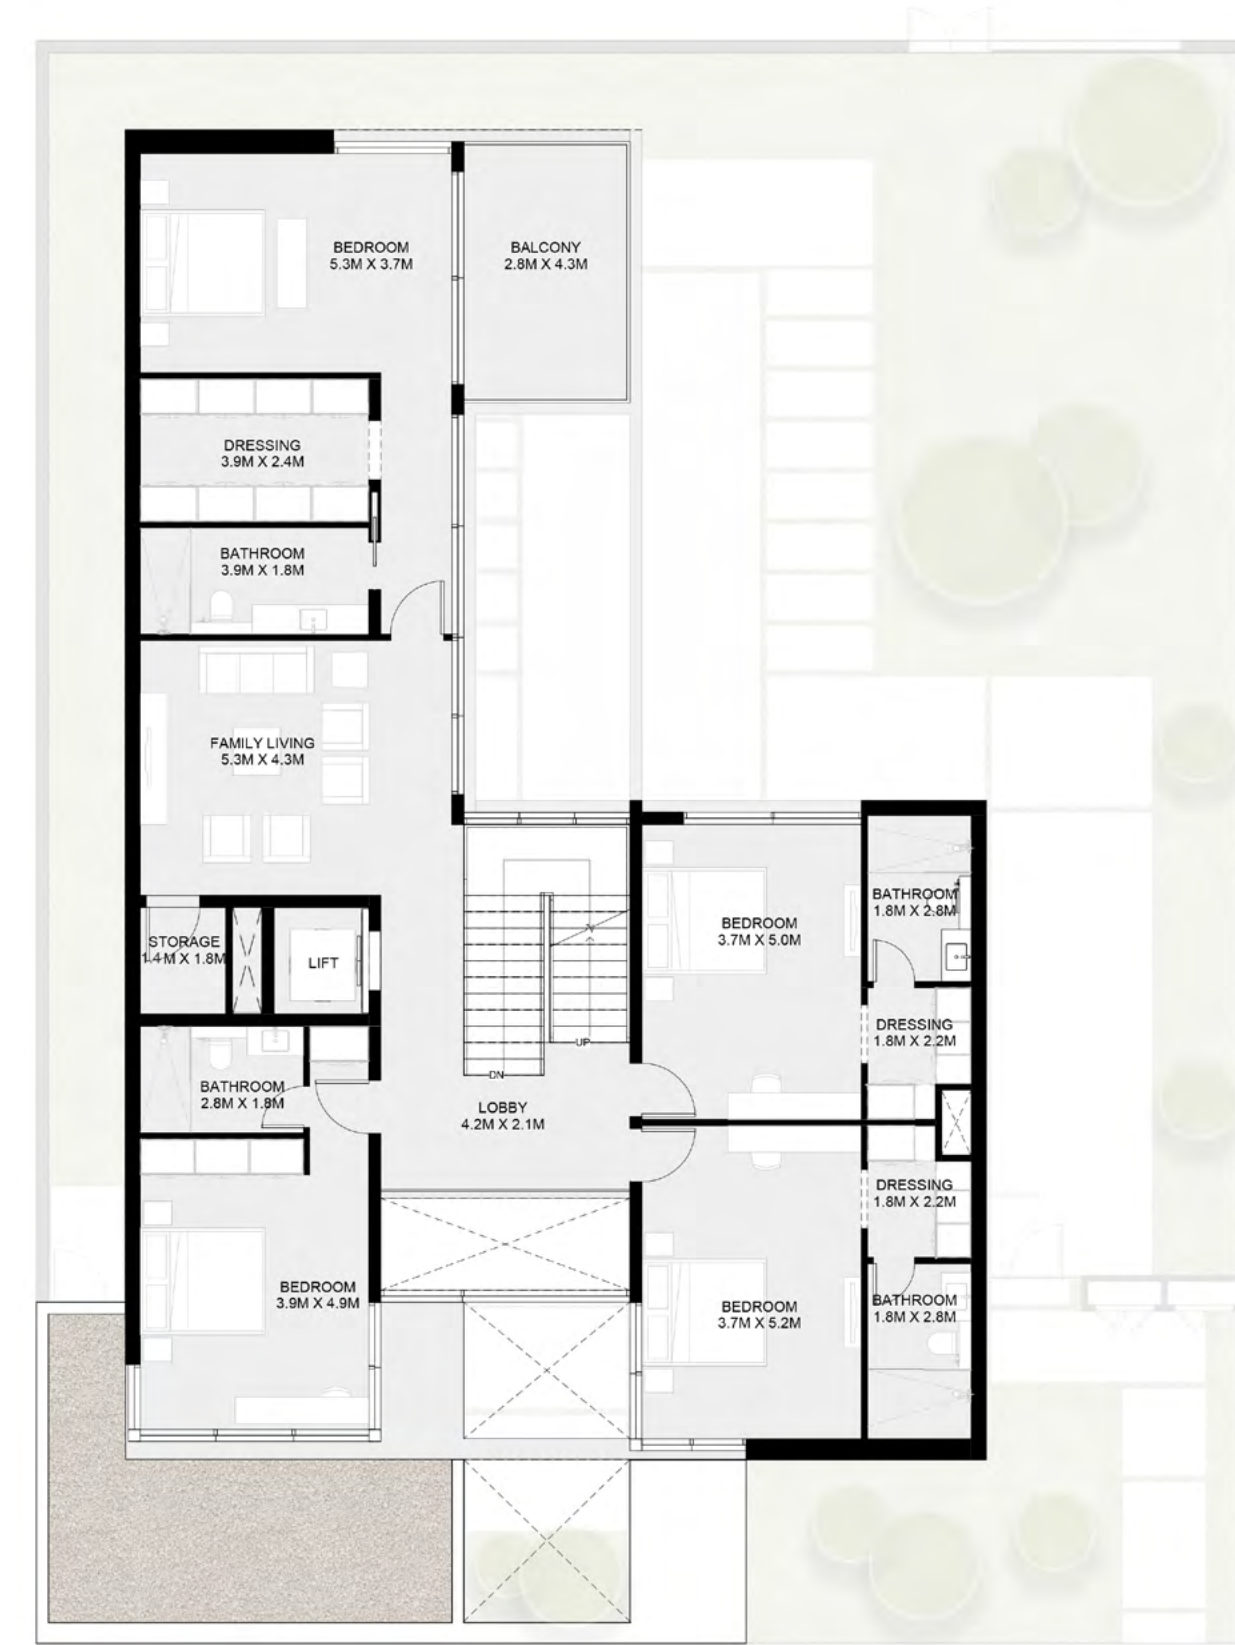 BEDROOM
5.3M X 3.7M
BALCONY
2.8M X 4.3M
DRESSING
3.9M X 2.4M
BATHROOM
3.9M X 1.8M
FAMILY LIVING
5.3M X 4.3M
STORAGE
1.4M X 1.8M
LIFT
BEDROOM
3.7M X 5.0M
BATHROOM
1.8M X 2.8M
DRESSING
1.8M X 2.2M
UP
DN
BATHROOM
2.8M X 1.8M
LOBBY
4.2M X 2.1M
DRESSING
1.8M X 2.2M
BEDROOM
3.9M X 4.9M
BEDROOM
3.7M X 5.2M
BATHROOM
1.8M X 2.8M